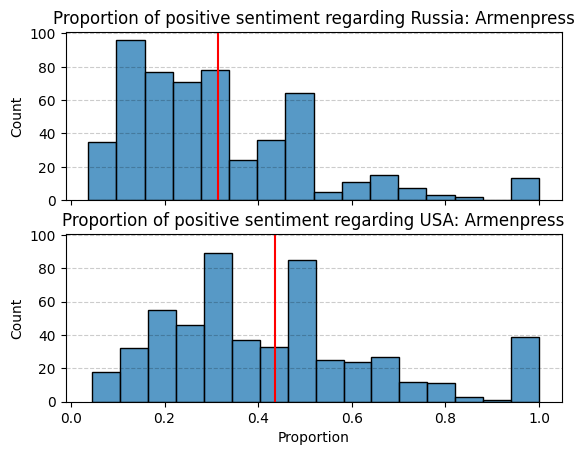 Proportion of positive sentiment regarding Russia: Armenpress
100
80
60
40
20
0
Count
Proportion of positive sentiment regarding USA: Armenpress
100
80
60
40
20
0
Count
0.0 0.2 0.4 0.6 0.8 1.0
Proportion